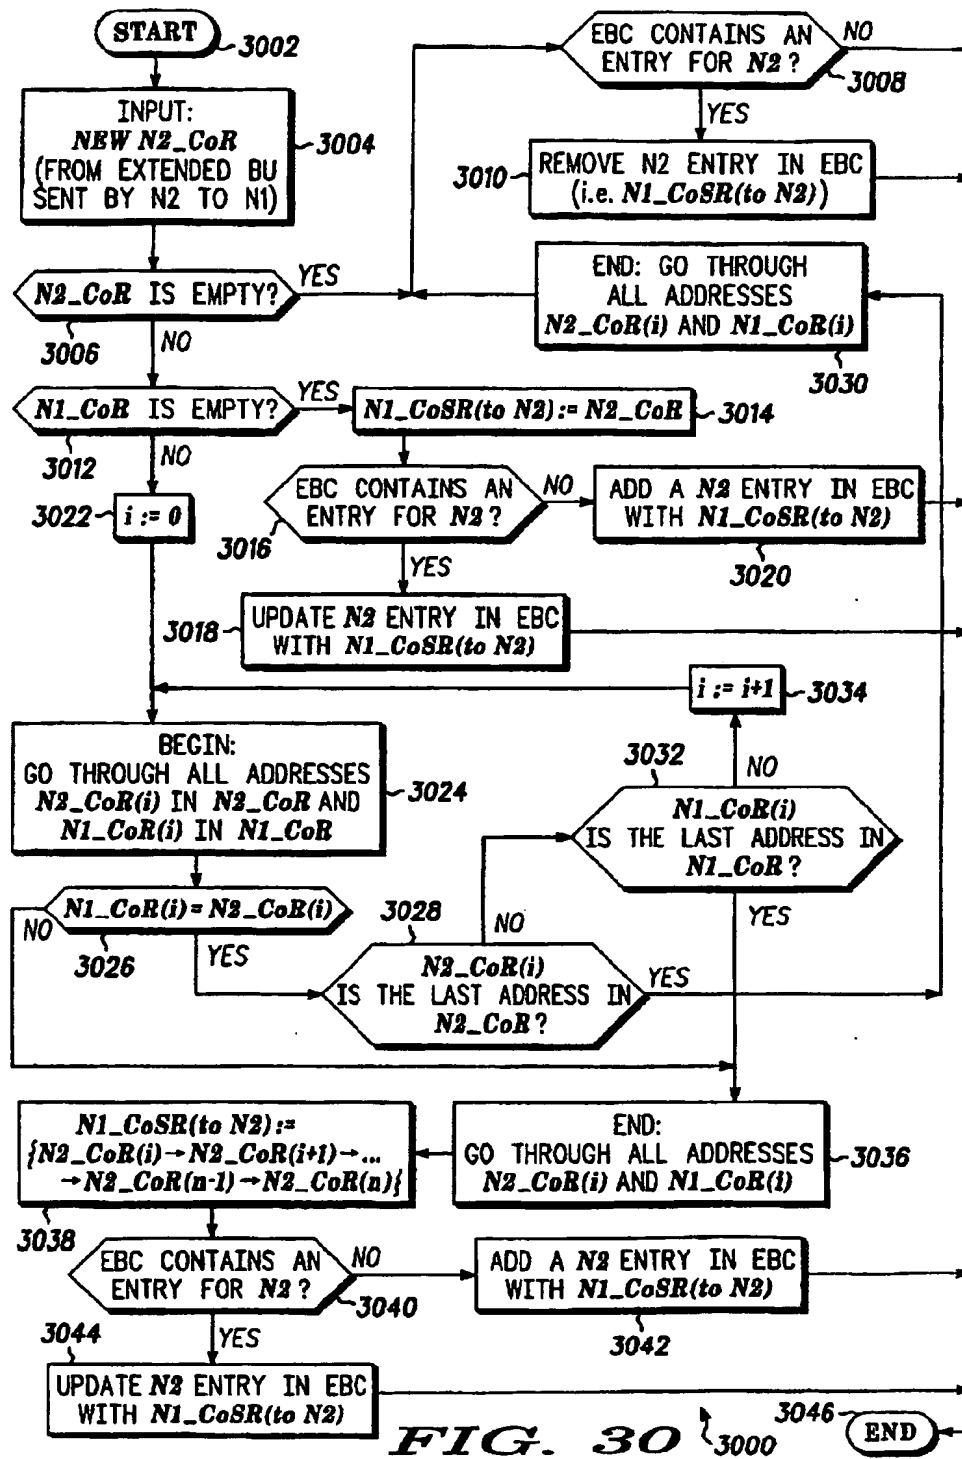 START
3002
INPUT:
NEW N2_CoR
(FROM EXTENDED BU
SENT BY N2 TO N1)
3004
N2_CoR IS EMPTY?
YES
3006
NO
EBC CONTAINS AN
ENTRY FOR N2?
NO
3008
YES
3010
REMOVE N2 ENTRY IN EBC
(i.e. N1_CoSR(to N2))
END: GO THROUGH
ALL ADDRESSES
N2_CoR(i) AND N1_CoR(i)
3030
N1_CoR IS EMPTY?
YES
3012
NO
N1_CoSR(to N2):= N2_CoR
3014
3022
i := 0
EBC CONTAINS AN
ENTRY FOR N2?
NO
3016
YES
ADD A N2 ENTRY IN EBC
WITH N1_CoSR(to N2)
3020
3018
UPDATE N2 ENTRY IN EBC
WITH N1_CoSR(to N2)
i := i+1
3034
BEGIN:
GO THROUGH ALL ADDRESSES
N2_CoR(i) IN N2_CoR AND
N1_CoR(i) IN N1_CoR
3024
3032
NO
N1_CoR(i)
IS THE LAST ADDRESS IN
N1_CoR?
YES
N1_CoR(i)=N2_CoR(i)
NO
3026
YES
3028
NO
N2_CoR(i)
IS THE LAST ADDRESS IN
N2_CoR?
YES
END:
GO THROUGH ALL ADDRESSES
N2_CoR(i) AND N1_CoR(i)
3036
N1_CoSR(to N2):=
{N2_CoR(i)→N2_CoR(i+1)→...
→N2_CoR(n-1)→N2_CoR(n){
3038
EBC CONTAINS AN
ENTRY FOR N2?
NO
3040
YES
ADD A N2 ENTRY IN EBC
WITH N1_CoSR(to N2)
3042
3044
UPDATE N2 ENTRY IN EBC
WITH N1_CoSR(to N2)
3046
END
FIG. 30
3000